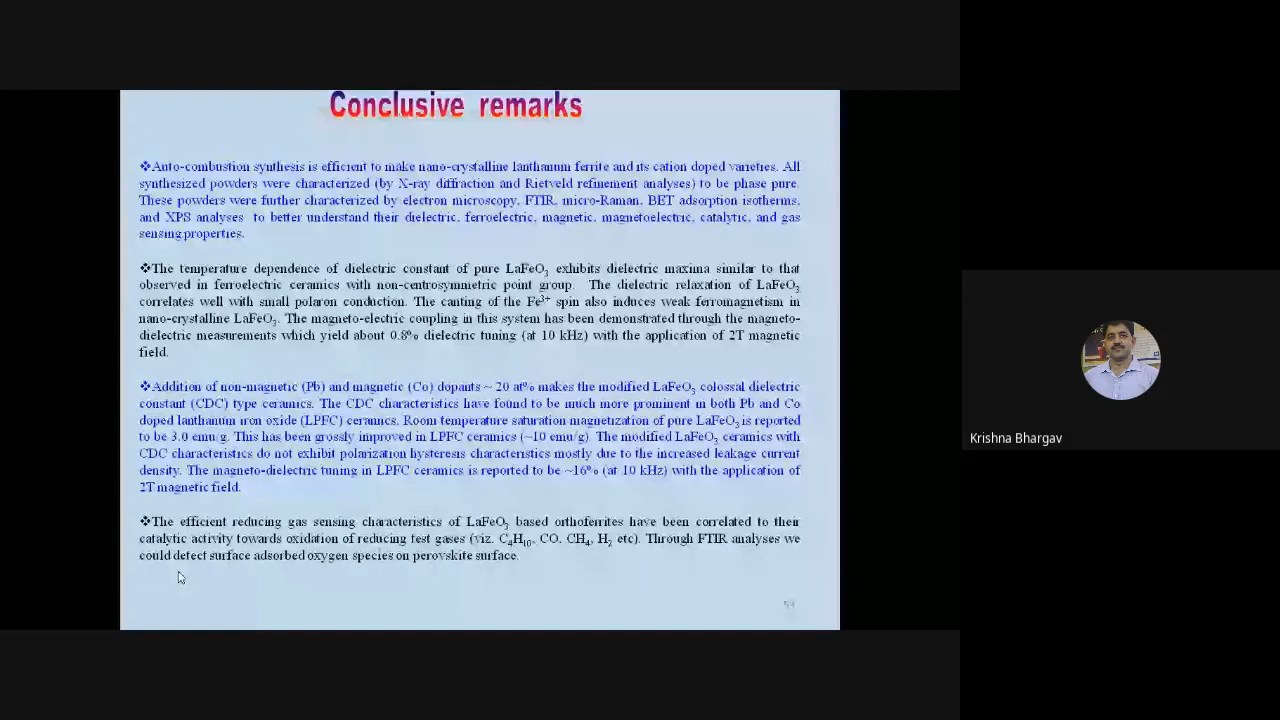 Conclusive remarks
❖Auto-combustion synthesis is efficient to make nano-crystalline lanthanum ferrite and its cation doped varieties. All
synthesized powders were characterized (by X-ray diffraction and Rietveld refinement analyses) to be phase pure.
These powders were further characterized by electron microscopy, FTIR, micro-Raman, BET adsorption isotherms,
and XPS analyses to better understand their dielectric, ferroelectric, magnetic, magnetoelectric, catalytic, and gas
sensing properties.
❖The temperature dependence of dielectric constant of pure LaFeO₃ exhibits dielectric maxima similar to that
observed in ferroelectric ceramics with non-centrosymmetric point group. The dielectric relaxation of LaFeO₃
correlates well with small polaron conduction. The canting of the Fe³⁺ spin also induces weak ferromagnetism in
nano-crystalline LaFeO₃. The magneto-electric coupling in this system has been demonstrated through the magneto-
dielectric measurements which yield about 0.8% dielectric tuning (at 10 kHz) with the application of 2T magnetic
field.
❖Addition of non-magnetic (Pb) and magnetic (Co) dopants ~ 20 at% makes the modified LaFeO₃ colossal dielectric
constant (CDC) type ceramics. The CDC characteristics have found to be much more prominent in both Pb and Co
doped lanthanum iron oxide (LPFC) ceramics. Room temperature saturation magnetization of pure LaFeO₃ is reported
to be 3.0 emu/g. This has been grossly improved in LPFC ceramics (~10 emu/g). The modified LaFeO₃ ceramics with
CDC characteristics do not exhibit polarization hysteresis characteristics mostly due to the increased leakage current
density. The magneto-dielectric tuning in LPFC ceramics is reported to be ~16% (at 10 kHz) with the application of
2T magnetic field.
❖The efficient reducing gas sensing characteristics of LaFeO₃ based orthoferrites have been correlated to their
catalytic activity towards oxidation of reducing test gases (viz. C₄H₁₀, CO, CH₄, H₂ etc). Through FTIR analyses we
could detect surface adsorbed oxygen species on perovskite surface.
54
Krishna Bhargav